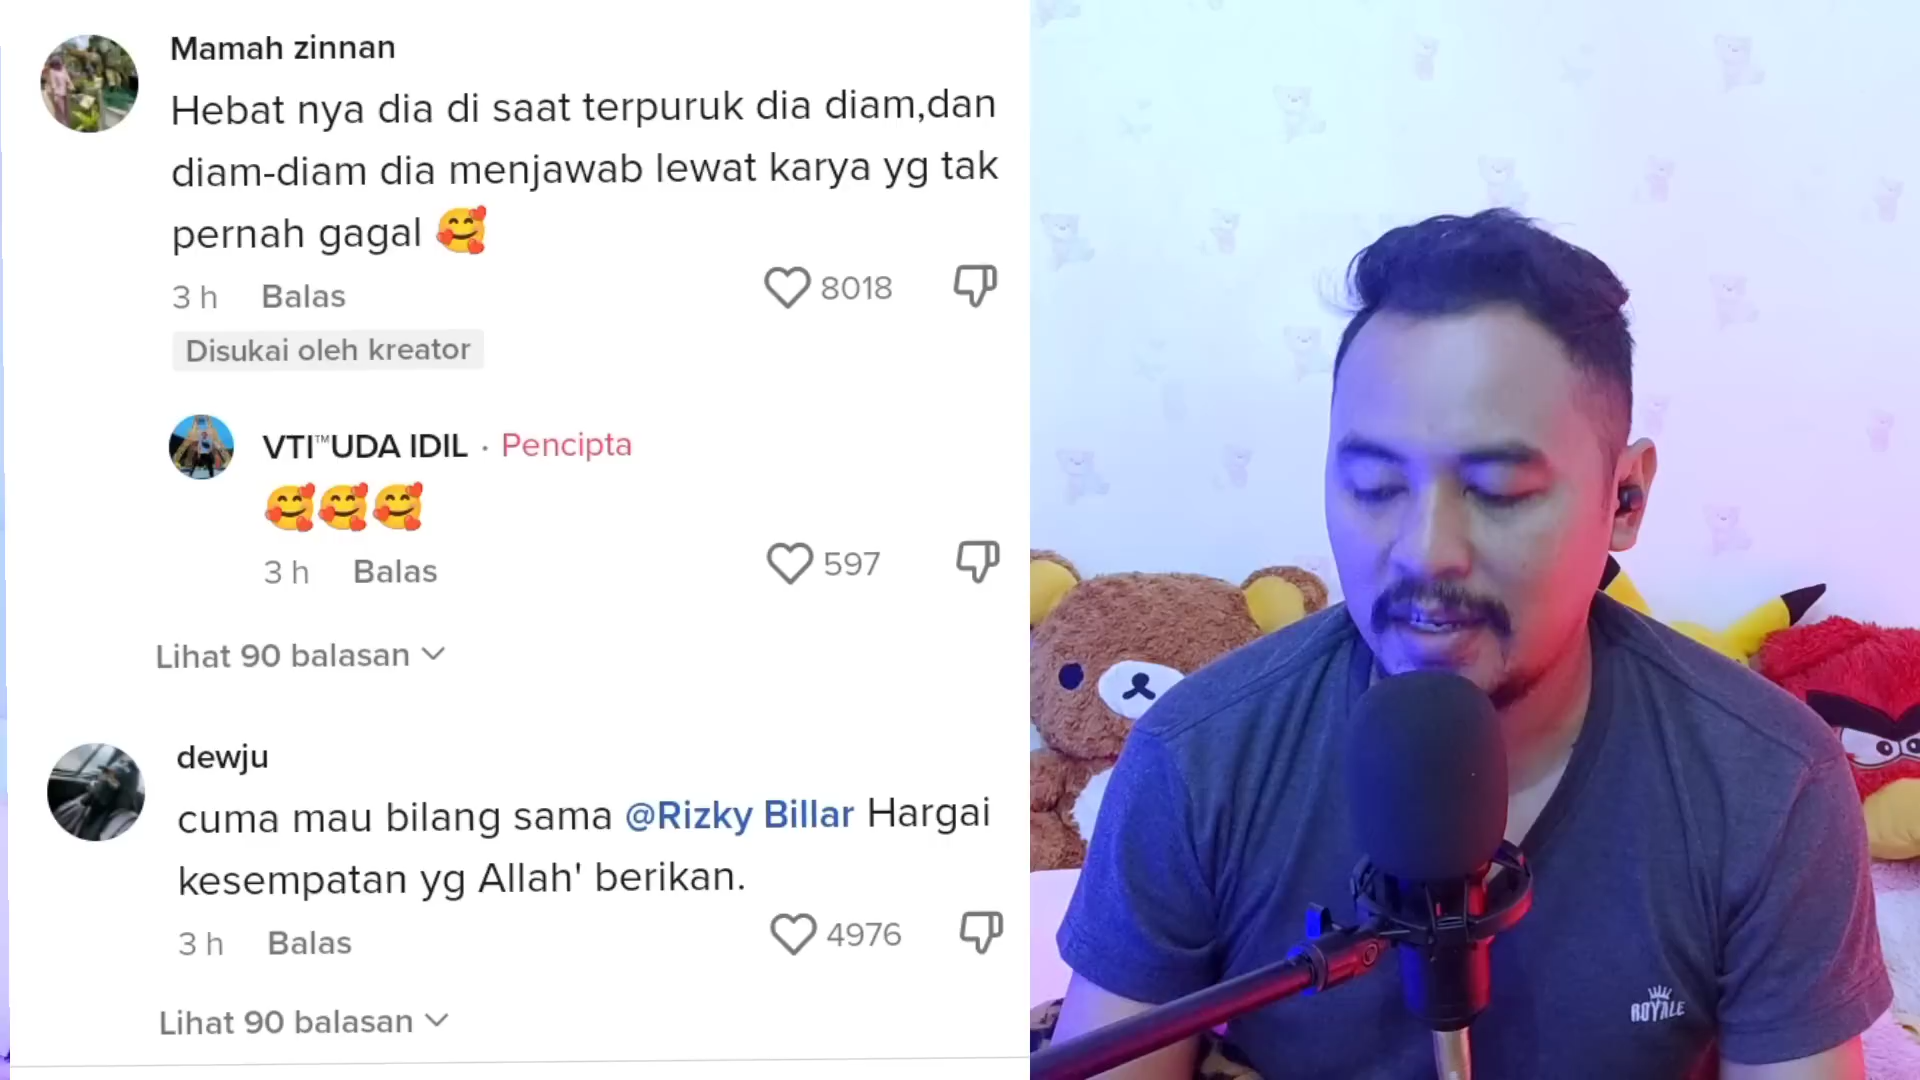 Mamah zinnan
Hebat nya dia di saat terpuruk dia diam,dan
diam-diam dia menjawab lewat karya yg tak
pernah gagal 🥰
3 h Balas 8018
Disukai oleh kreator
VTI™UDA IDIL · Pencipta
🥰🥰🥰
3 h Balas 597
Lihat 90 balasan
dewju
cuma mau bilang sama @Rizky Billar Hargai
kesempatan yg Allah' berikan.
3 h Balas 4976
Lihat 90 balasan
ROYALE